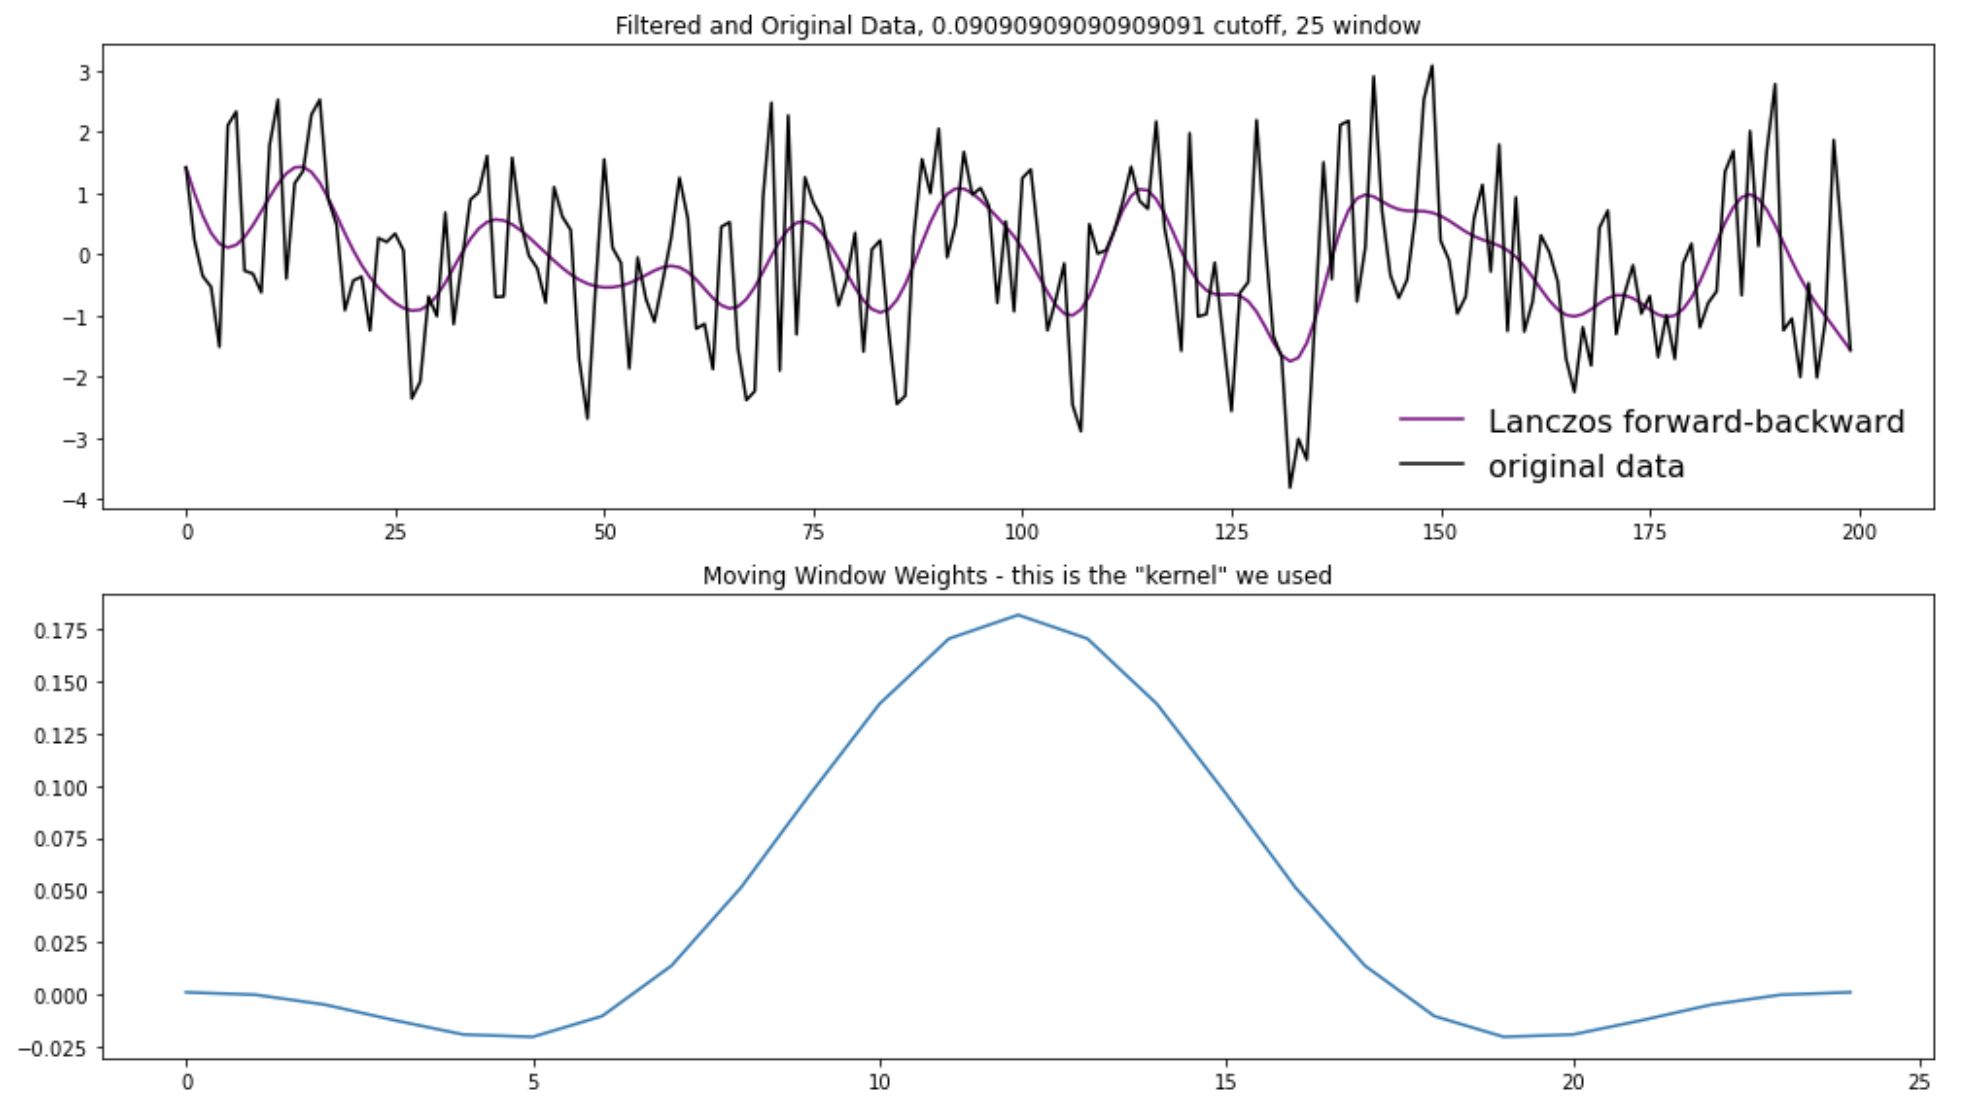 Filtered and Original Data, 0.09090909090909091 cutoff, 25 window
3
2
1
0
−1
−2
−3
−4
Lanczos forward-backward
original data
0 25 50 75 100 125 150 175 200
Moving Window Weights - this is the "kernel" we used
0.175
0.150
0.125
0.100
0.075
0.050
0.025
0.000
−0.025
0 5 10 15 20 25